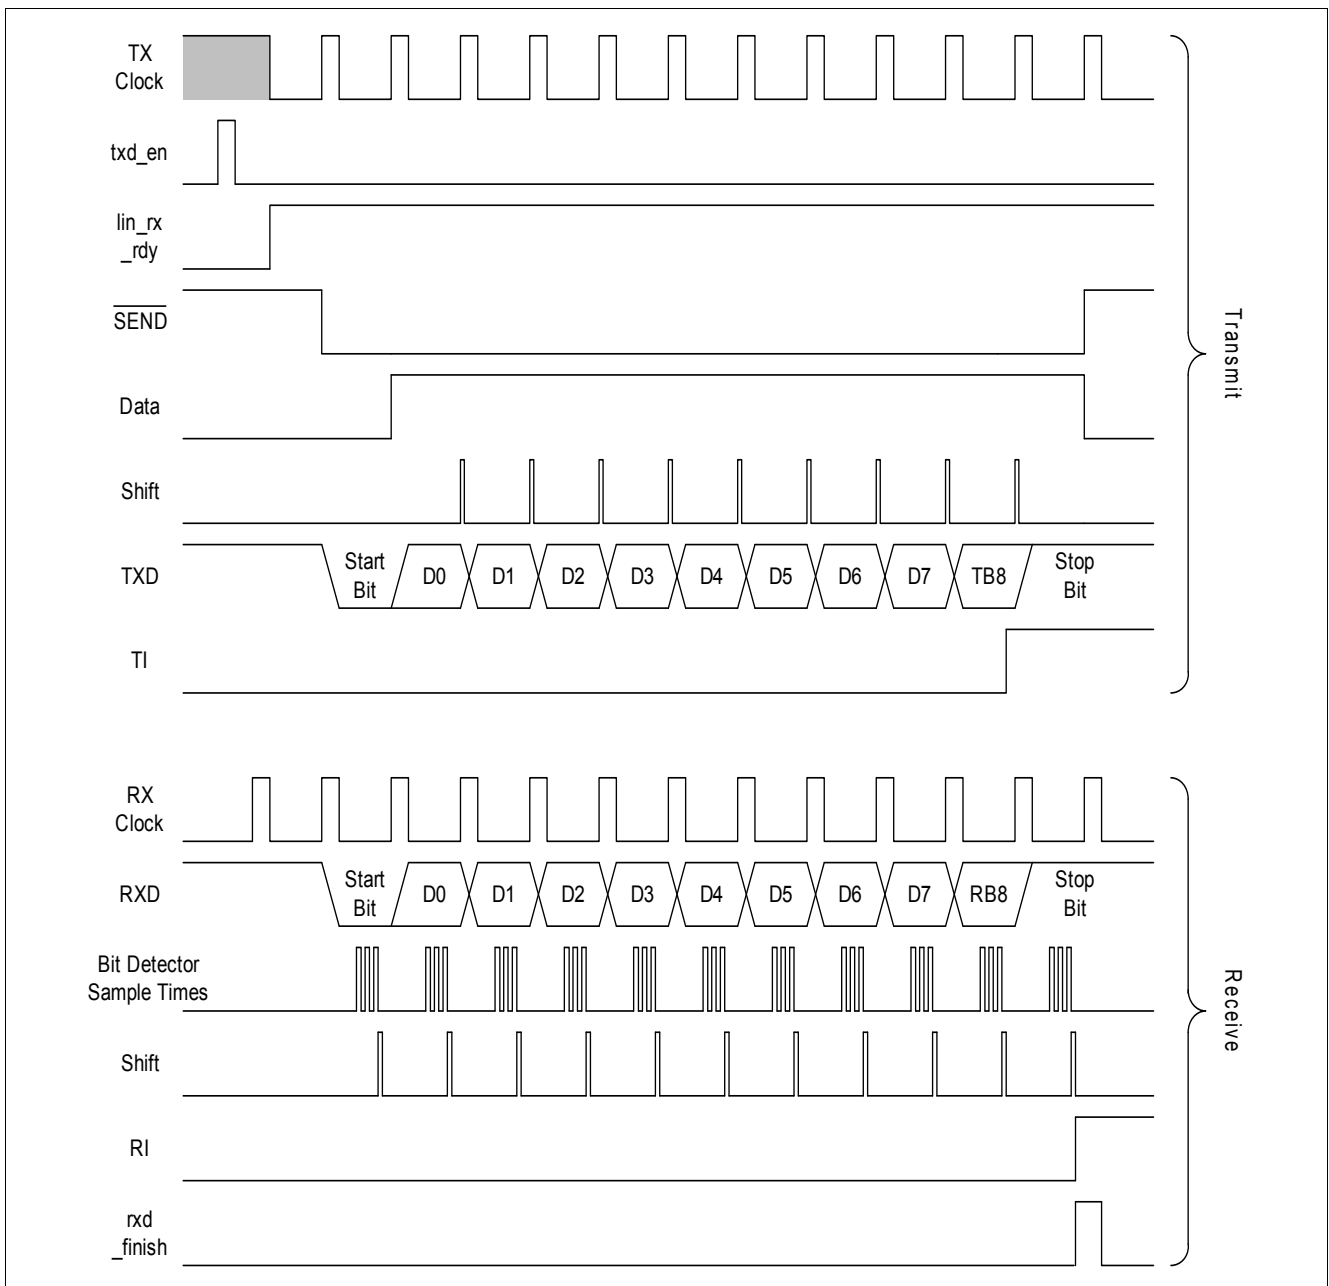 TX
Clock
txd_en
lin_rx
_rdy
SEND
Data
Shift
TXD
Start
Bit
D0
D1
D2
D3
D4
D5
D6
D7
TB8
Stop
Bit
TI
Transmit
RX
Clock
RXD
Start
Bit
D0
D1
D2
D3
D4
D5
D6
D7
RB8
Stop
Bit
Bit Detector
Sample Times
Shift
RI
rxd
_finish
Receive